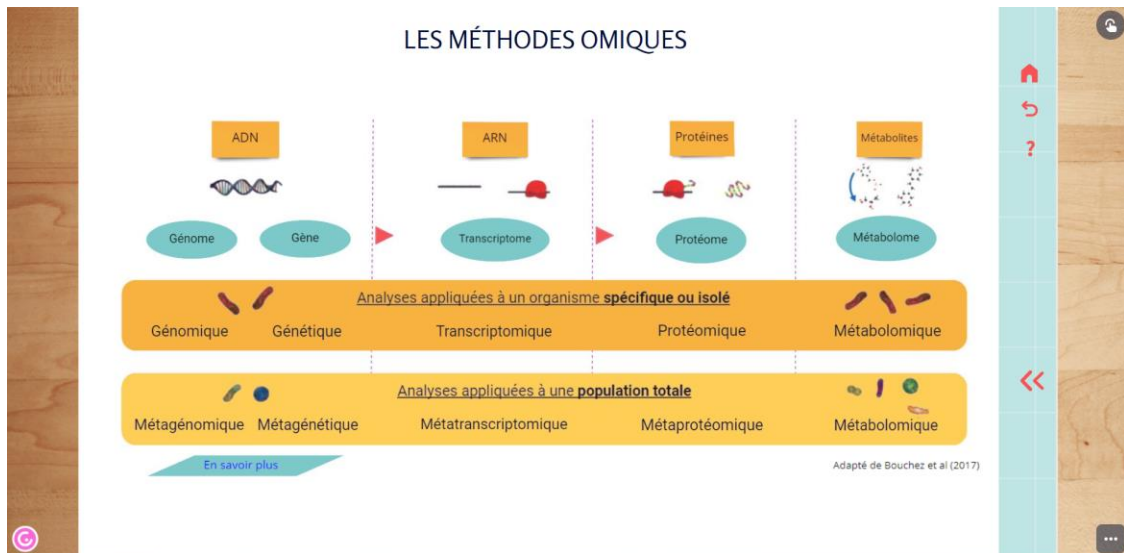 LES MÉTHODES OMIQUES
ADN
ARN
Protéines
Métabolites
Génome
Gène
Transcriptome
Protéome
Métabolome
Analyses appliquées à un organisme spécifique ou isolé
Génomique
Génétique
Transcriptomique
Protéomique
Métabolomique
Analyses appliquées à une population totale
Métagénomique
Métagénétique
Métatranscriptomique
Métaprotéomique
Métabolomique
En savoir plus
Adapté de Bouchez et al (2017)
?